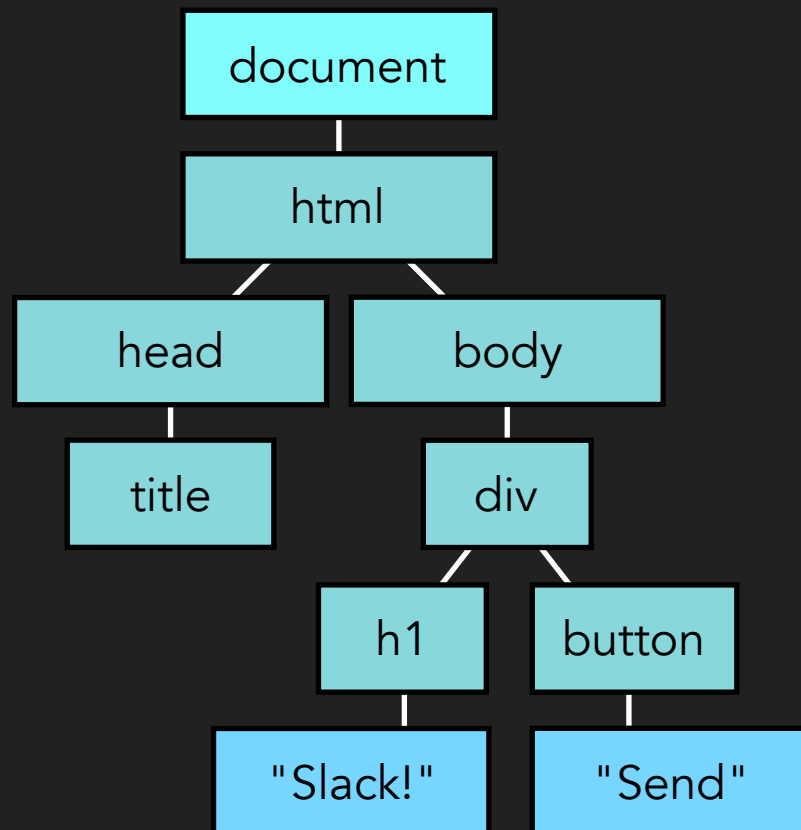 document
html
head
body
title
div
h1
button
"Slack!"
"Send"